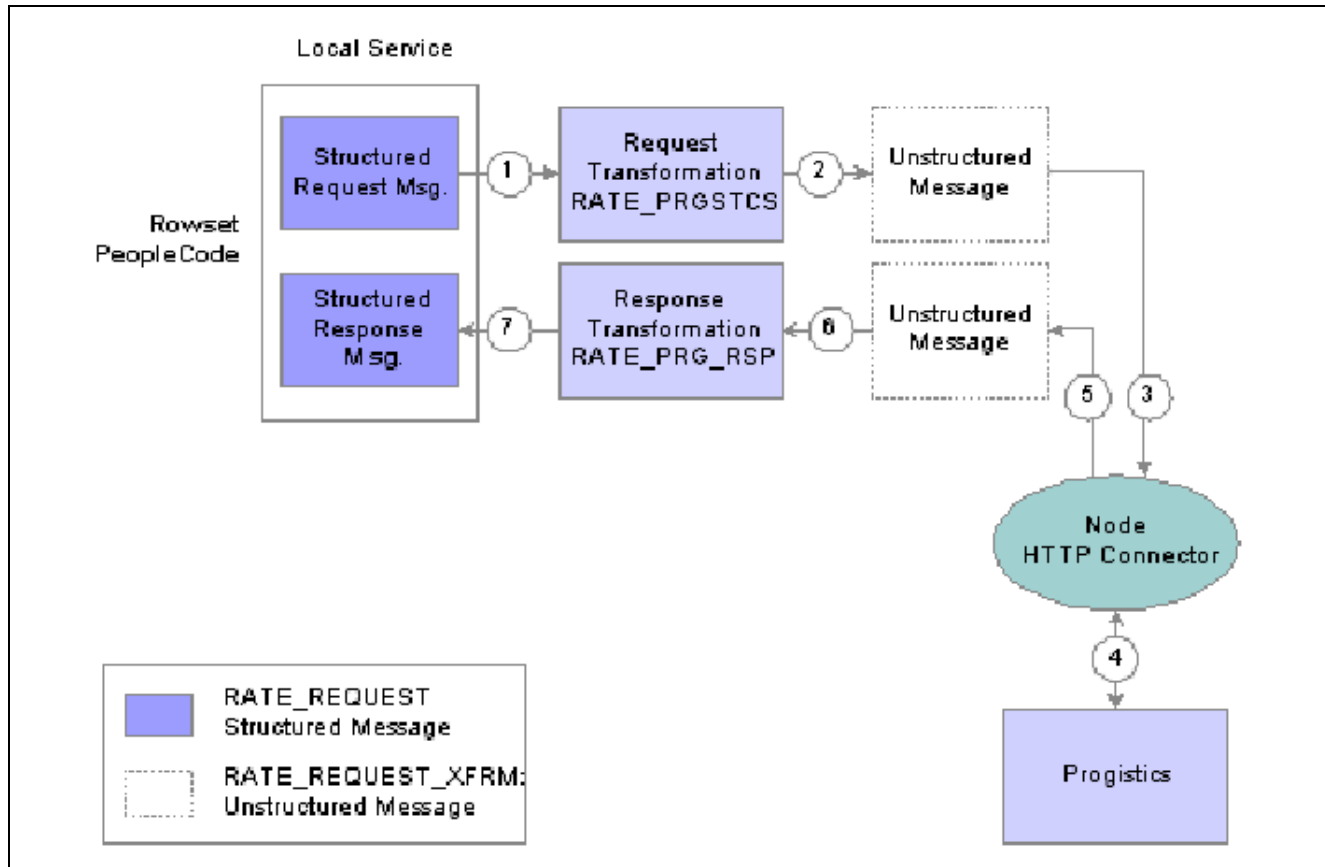 Local Service
Structured
Request Msg.
1
Request
Transformation
RATE_PRGSTCS
2
Unstructured
Message
Rowset
PeopleCode
Structured
Response
Msg.
7
Response
Transformation
RATE_PRG_RSP
6
Unstructured
Message
5
3
Node
HTTP Connector
4
Progistics
RATE_REQUEST
Structured Message
RATE_REQUEST_XFRM:
Unstructured Message